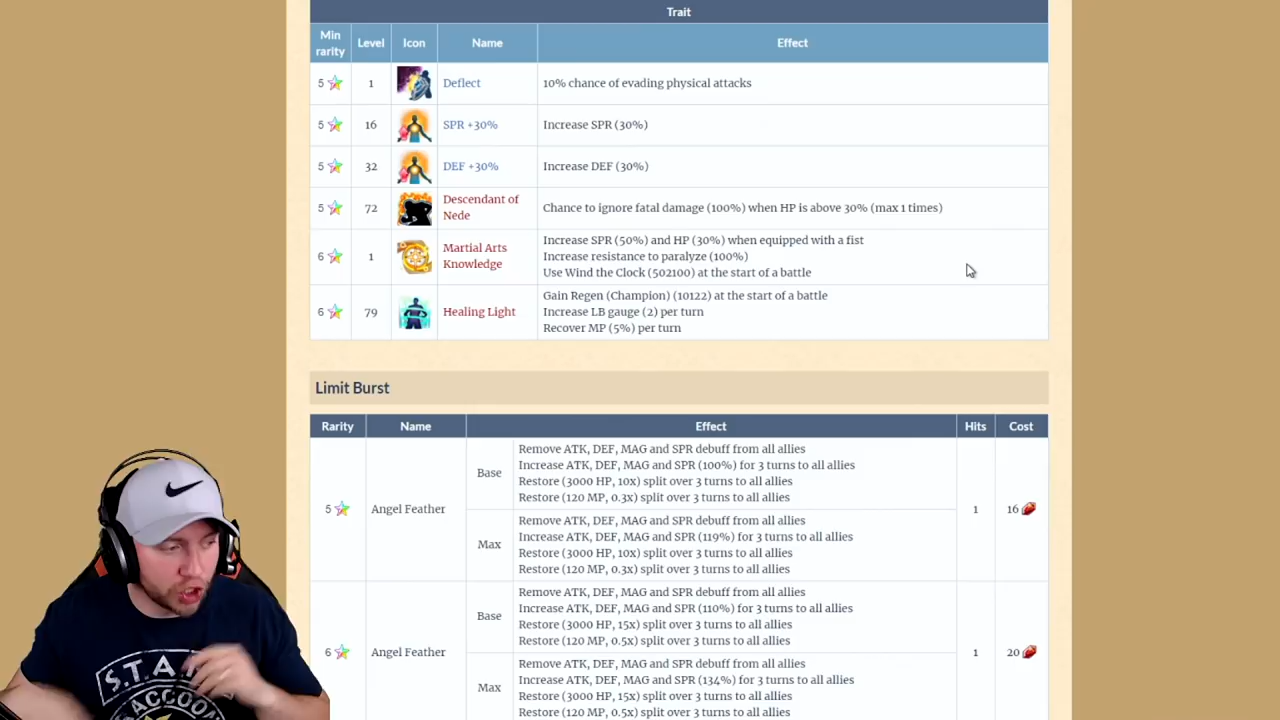 Trait
Min rarity Level Icon Name Effect
5 1 Deflect 10% chance of evading physical attacks
5 16 SPR +30% Increase SPR (30%)
5 32 DEF +30% Increase DEF (30%)
5 72 Descendant of Nede Chance to ignore fatal damage (100%) when HP is above 30% (max 1 times)
6 1 Martial Arts Knowledge Increase SPR (50%) and HP (30%) when equipped with a fist
Increase resistance to paralyze (100%)
Use Wind the Clock (502100) at the start of a battle
6 79 Healing Light Gain Regen (Champion) (10122) at the start of a battle
Increase LB gauge (2) per turn
Recover MP (5%) per turn
Limit Burst
Rarity Name Effect Hits Cost
5 Angel Feather Base Remove ATK, DEF, MAG and SPR debuff from all allies
Increase ATK, DEF, MAG and SPR (100%) for 3 turns to all allies
Restore (3000 HP, 10x) split over 3 turns to all allies
Restore (120 MP, 0.3x) split over 3 turns to all allies
1 16
Max Remove ATK, DEF, MAG and SPR debuff from all allies
Increase ATK, DEF, MAG and SPR (119%) for 3 turns to all allies
Restore (3000 HP, 10x) split over 3 turns to all allies
Restore (120 MP, 0.3x) split over 3 turns to all allies
6 Angel Feather Base Remove ATK, DEF, MAG and SPR debuff from all allies
Increase ATK, DEF, MAG and SPR (110%) for 3 turns to all allies
Restore (3000 HP, 15x) split over 3 turns to all allies
Restore (120 MP, 0.5x) split over 3 turns to all allies
1 20
Max Remove ATK, DEF, MAG and SPR debuff from all allies
Increase ATK, DEF, MAG and SPR (134%) for 3 turns to all allies
Restore (3000 HP, 15x) split over 3 turns to all allies
Restore (120 MP, 0.5x) split over 3 turns to all allies
S.T.A
RACCOO